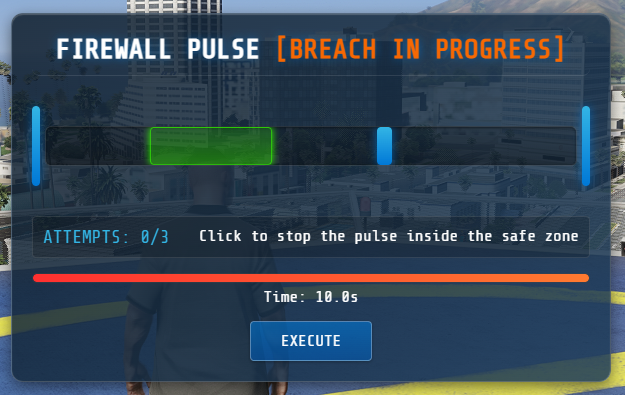 FIREWALL PULSE [BREACH IN PROGRESS]
ATTEMPTS: 0/3 Click to stop the pulse inside the safe zone
Time: 10.0s
EXECUTE